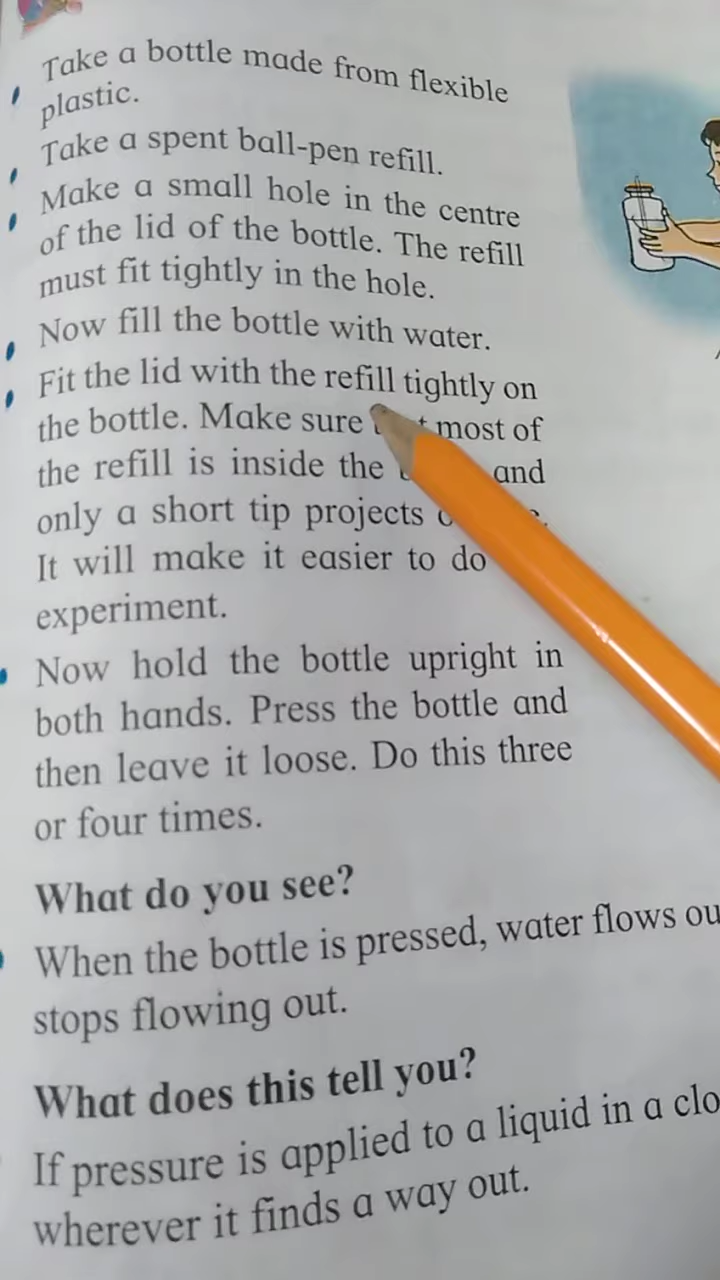 Take a bottle made from flexible
plastic.
Take a spent ball-pen refill.
Make a small hole in the centre
of the lid of the bottle. The refill
must fit tightly in the hole.
Now fill the bottle with water.
Fit the lid with the refill tightly on
the bottle. Make sure most of
the refill is inside the and
only a short tip projects
It will make it easier to do
experiment.
Now hold the bottle upright in
both hands. Press the bottle and
then leave it loose. Do this three
or four times.
What do you see?
When the bottle is pressed, water flows ou
stops flowing out.
What does this tell you?
If pressure is applied to a liquid in a clo
wherever it finds a way out.